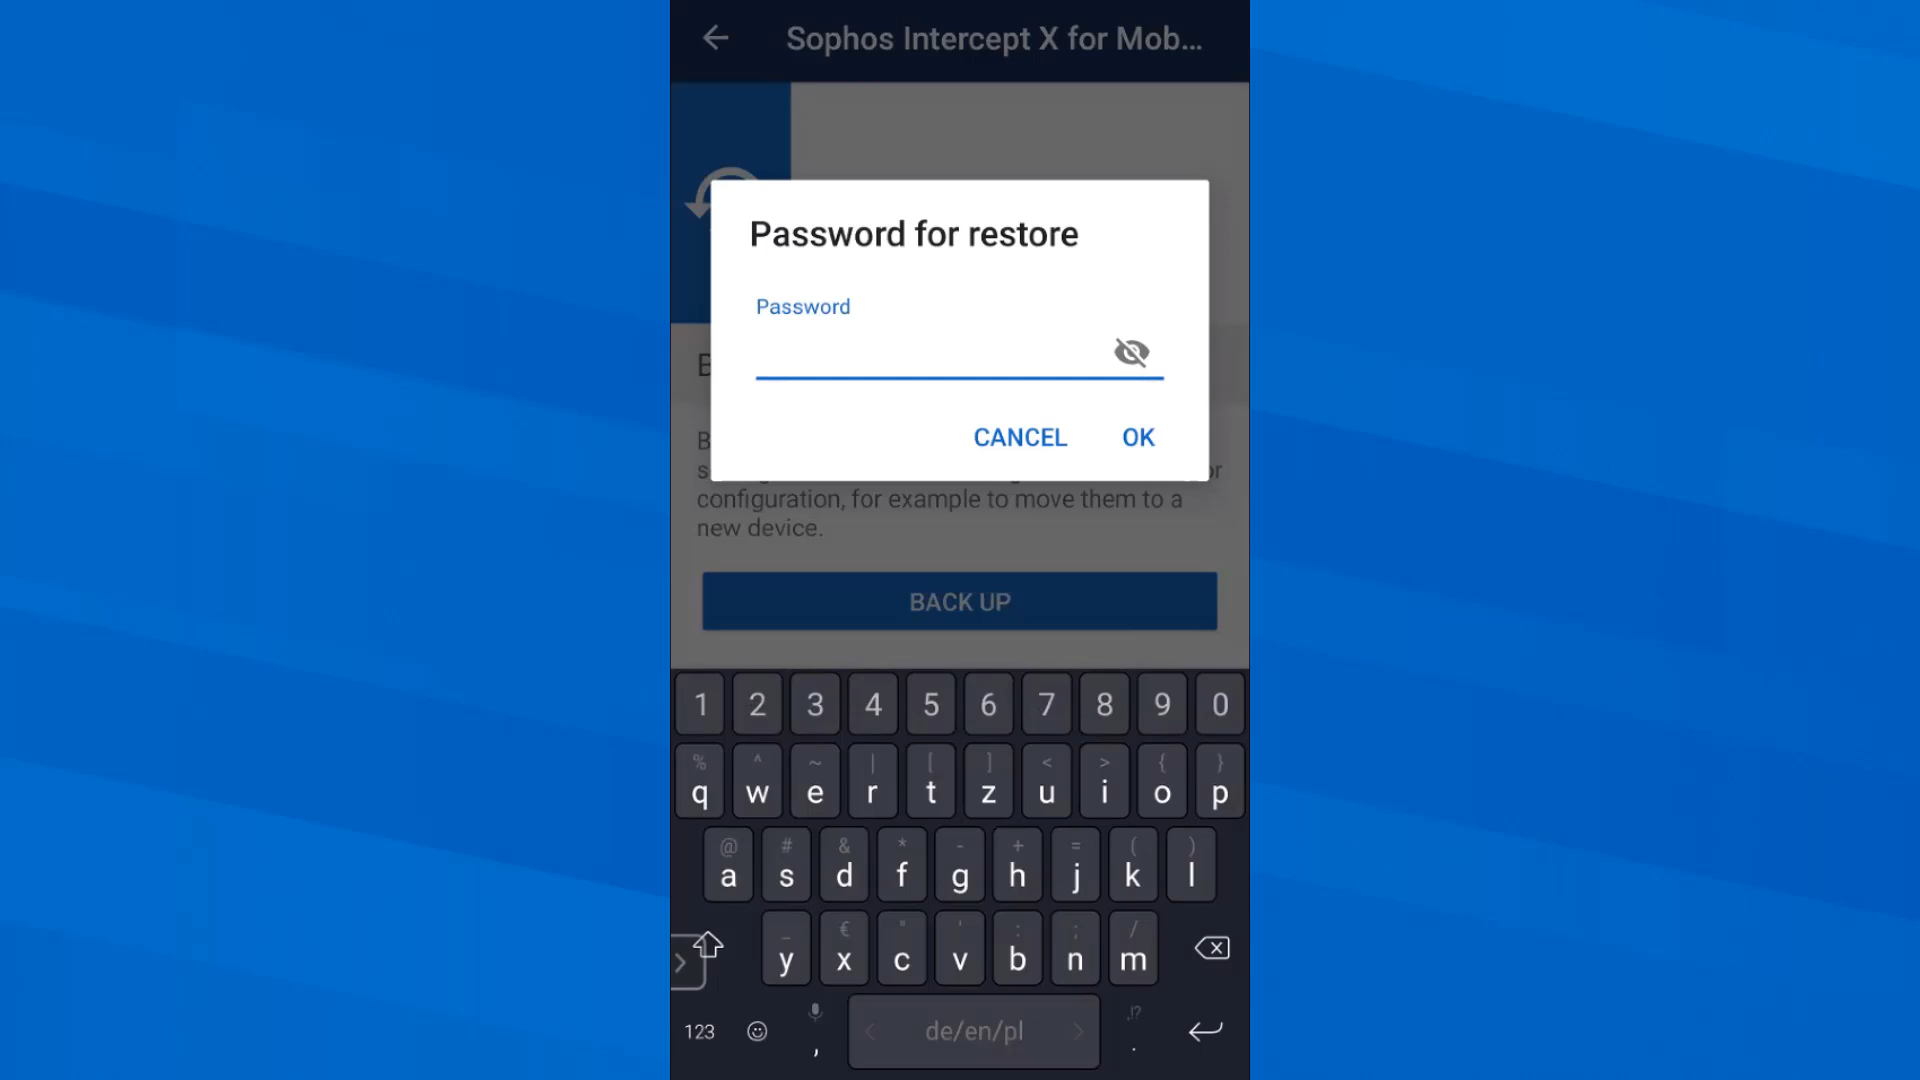 Sophos Intercept X for Mob...
Password for restore
Password
CANCEL OK
configuration, for example to move them to a
new device.
BACK UP
1 2 3 4 5 6 7 8 9 0
% ^ ~ | [ ] < > { }
q w e r t z u i o p
@ # & * - + = ( )
a s d f g h j k l
_ € " ' : ; /
y x c v b n m
123 , de/en/pl ,!? .